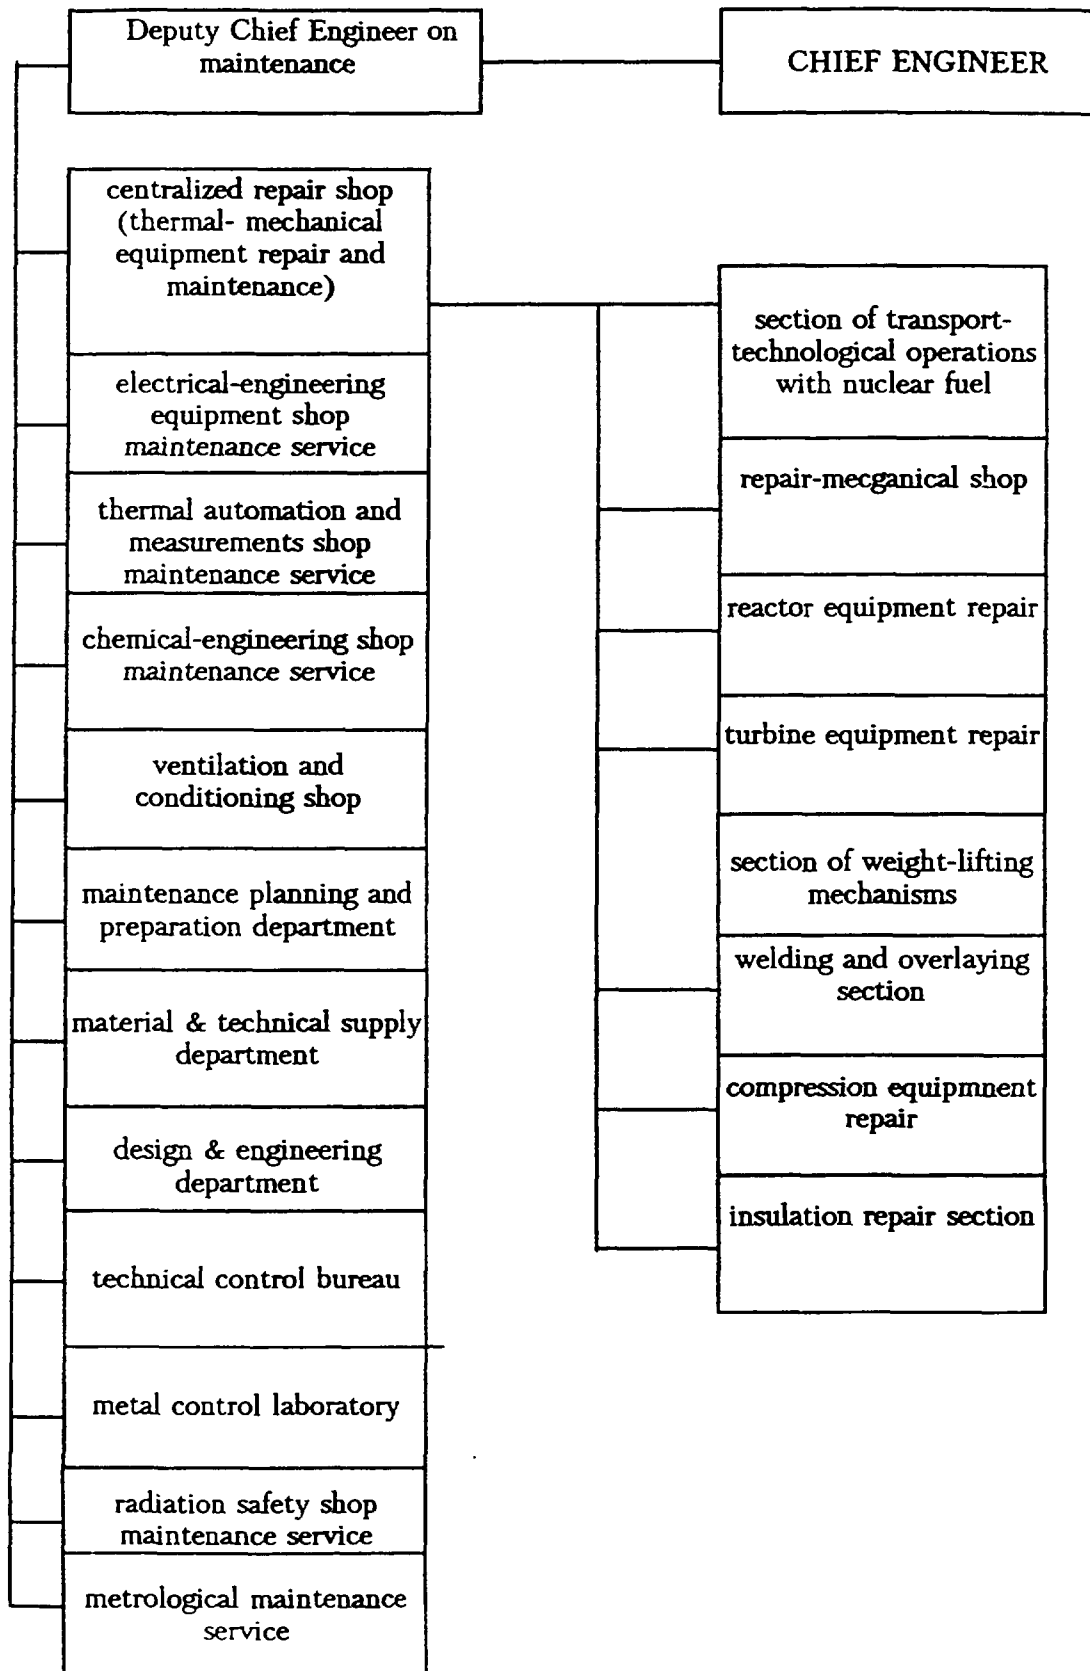 Deputy Chief Engineer on
maintenance
CHIEF ENGINEER
centralized repair shop
(thermal- mechanical
equipment repair and
maintenance)
electrical-engineering
equipment shop
maintenance service
thermal automation and
measurements shop
maintenance service
chemical-engineering shop
maintenance service
ventilation and
conditioning shop
maintenance planning and
preparation department
material & technical supply
department
design & engineering
department
technical control bureau
metal control laboratory
radiation safety shop
maintenance service
metrological maintenance
service
section of transport-
technological operations
with nuclear fuel
repair-mecganical shop
reactor equipment repair
turbine equipment repair
section of weight-lifting
mechanisms
welding and overlaying
section
compression equipmnent
repair
insulation repair section